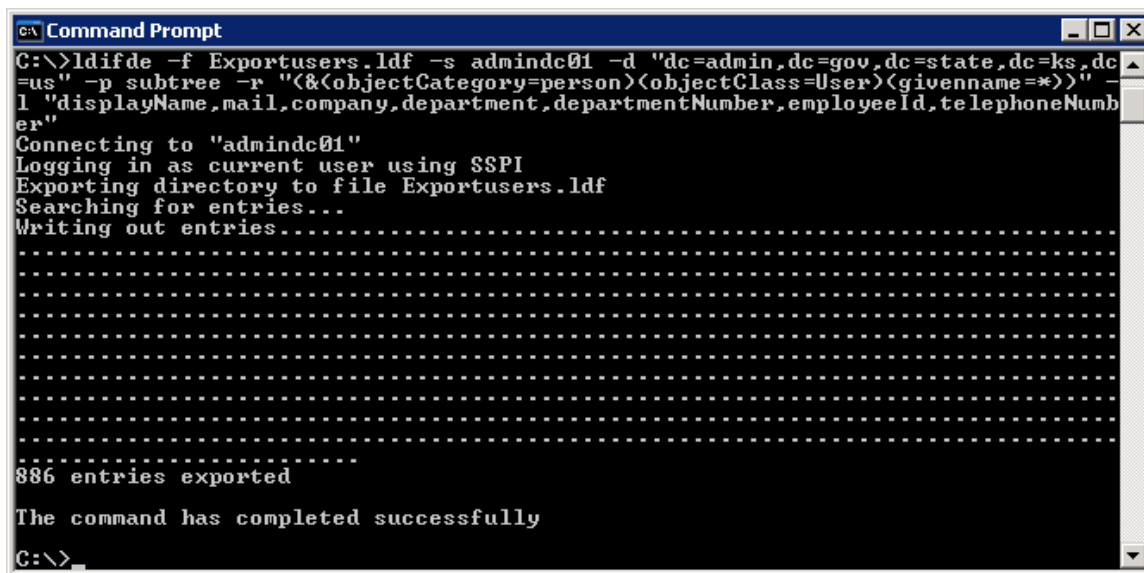 Command Prompt
C:\>ldifde -f Exportusers.ldf -s admindc01 -d "dc=admin,dc=gov,dc=state,dc=ks,dc
=us" -p subtree -r "(&(objectCategory=person)(objectClass=User)(givenname=*))" -
l "displayName,mail,company,department,departmentNumber,employeeId,telephoneNumb
er"
Connecting to "admindc01"
Logging in as current user using SSPI
Exporting directory to file Exportusers.ldf
Searching for entries...
Writing out entries.............................................................
................................................................................
................................................................................
................................................................................
................................................................................
................................................................................
................................................................................
................................................................................
................................................................................
................................................................................
................................................................................
.........................
886 entries exported
The command has completed successfully
C:\>_